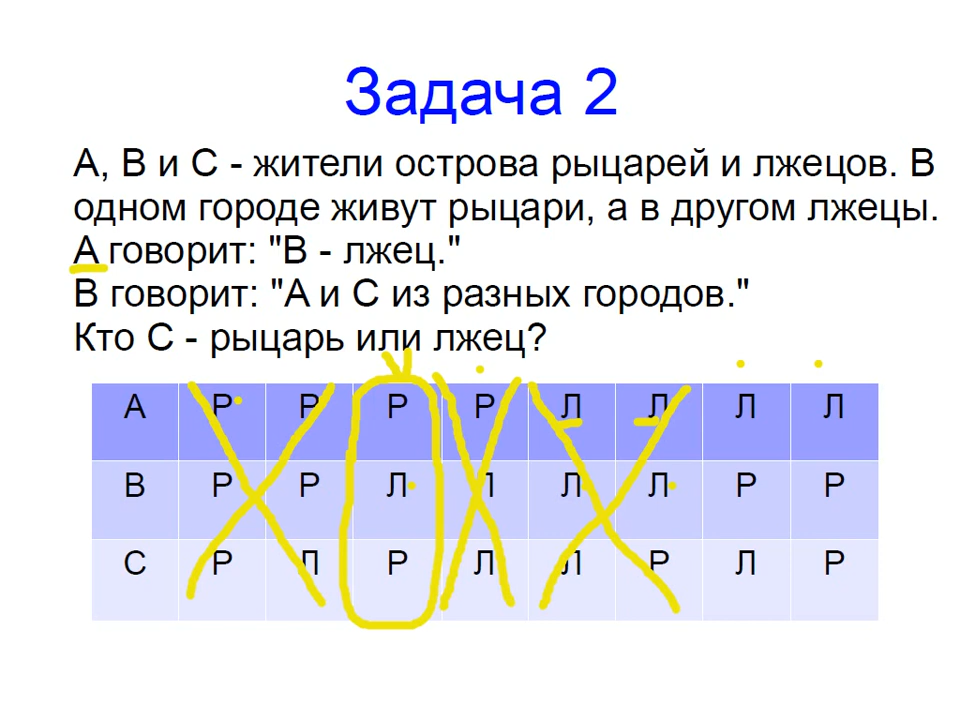 Задача 2
А, В и С - жители острова рыцарей и лжецов. В
одном городе живут рыцари, а в другом лжецы.
А говорит: "В - лжец."
В говорит: "А и С из разных городов."
Кто С - рыцарь или лжец?
А Р Р Р Р Л Л Л Л
В Р Р Л Л Л Л Р Р
С Р Л Р Л Л Р Л Р